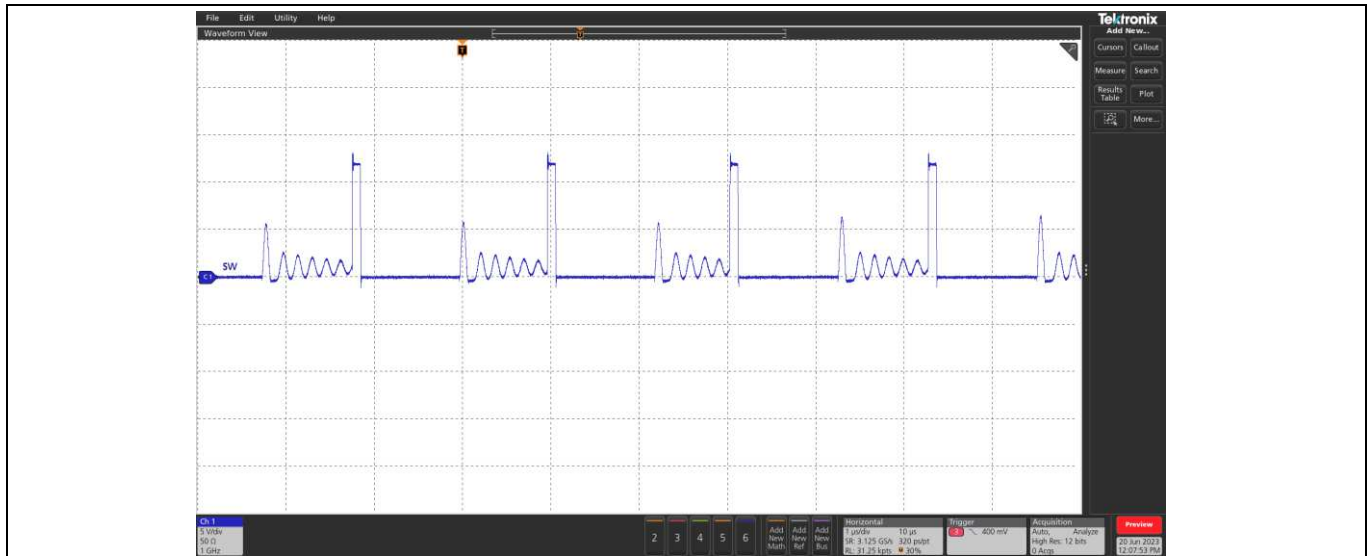 File Edit Utility Help
Tektronix
Waveform View
Add New...
Cursors Callout
Measure Search
Results Table Plot
More...
T
T
SW
C1
Ch 1
5 V/div
50 Ω
1 GHz
2 3 4 5 6
Add New Math
Add New Ref
Add New Bus
Horizontal
1 µs/div 10 µs
SR: 3.125 GS/s 320 ps/pt
RL: 31.25 kpts 30%
Trigger
400 mV
Acquisition
Auto, Analyze
High Res: 12 bits
0 Acqs
Preview
20 Jun 2023
12:07:53 PM